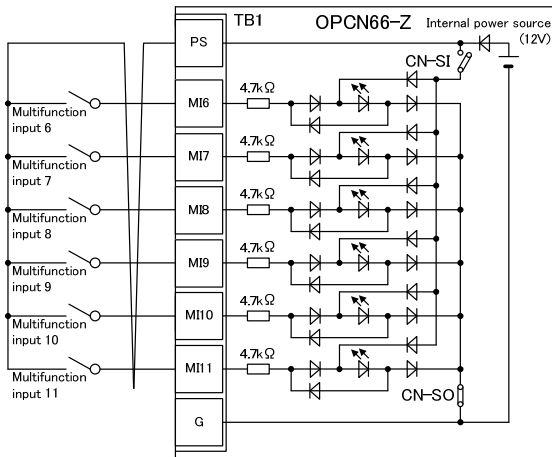 TB1
OPCN66-Z
Internal power source
(12V)
PS
CN-SI
4.7kΩ
MI6
Multifunction
input 6
4.7kΩ
MI7
Multifunction
input 7
4.7kΩ
MI8
Multifunction
input 8
4.7kΩ
MI9
Multifunction
input 9
4.7kΩ
MI10
Multifunction
input 10
4.7kΩ
MI11
Multifunction
input 11
CN-SO
G